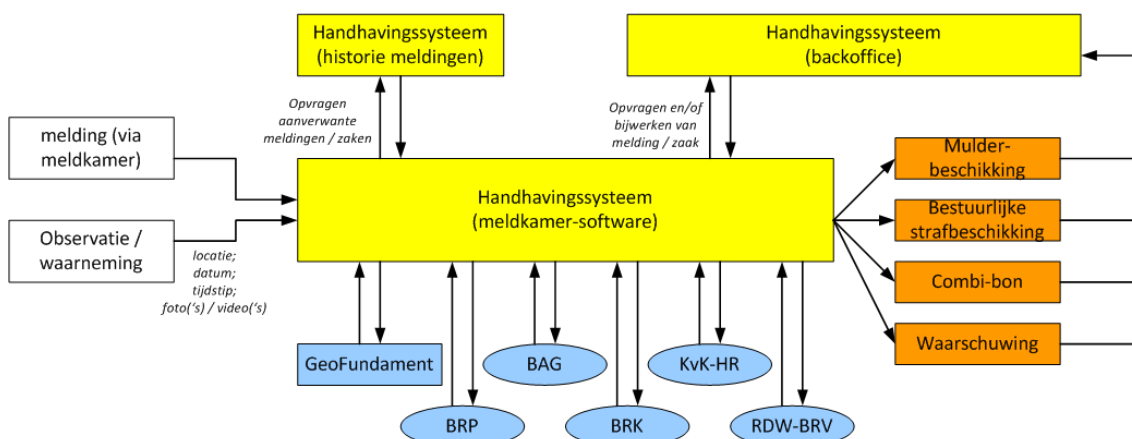 Handhavingssysteem
(historie meldingen)
Handhavingssysteem
(backoffice)
Opvragen
aanverwante
meldingen / zaken
Opvragen en/of
bijwerken van
melding / zaak
melding (via
meldkamer)
Observatie /
waarneming
locatie;
datum;
tijdstip;
foto('s) / video('s)
Handhavingssysteem
(meldkamer-software)
Mulder-
beschikking
Bestuurlijke
strafbeschikking
Combi-bon
Waarschuwing
GeoFundament
BAG
KvK-HR
BRP
BRK
RDW-BRV